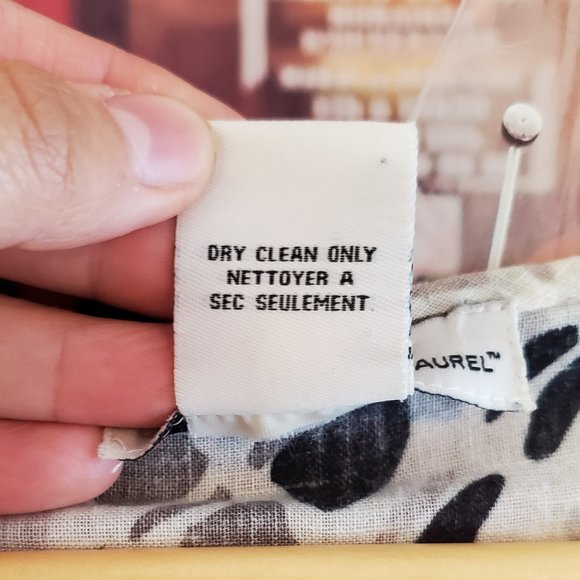 DRY CLEAN ONLY
NETTOYER A
SEC SEULEMENT
AUREL™